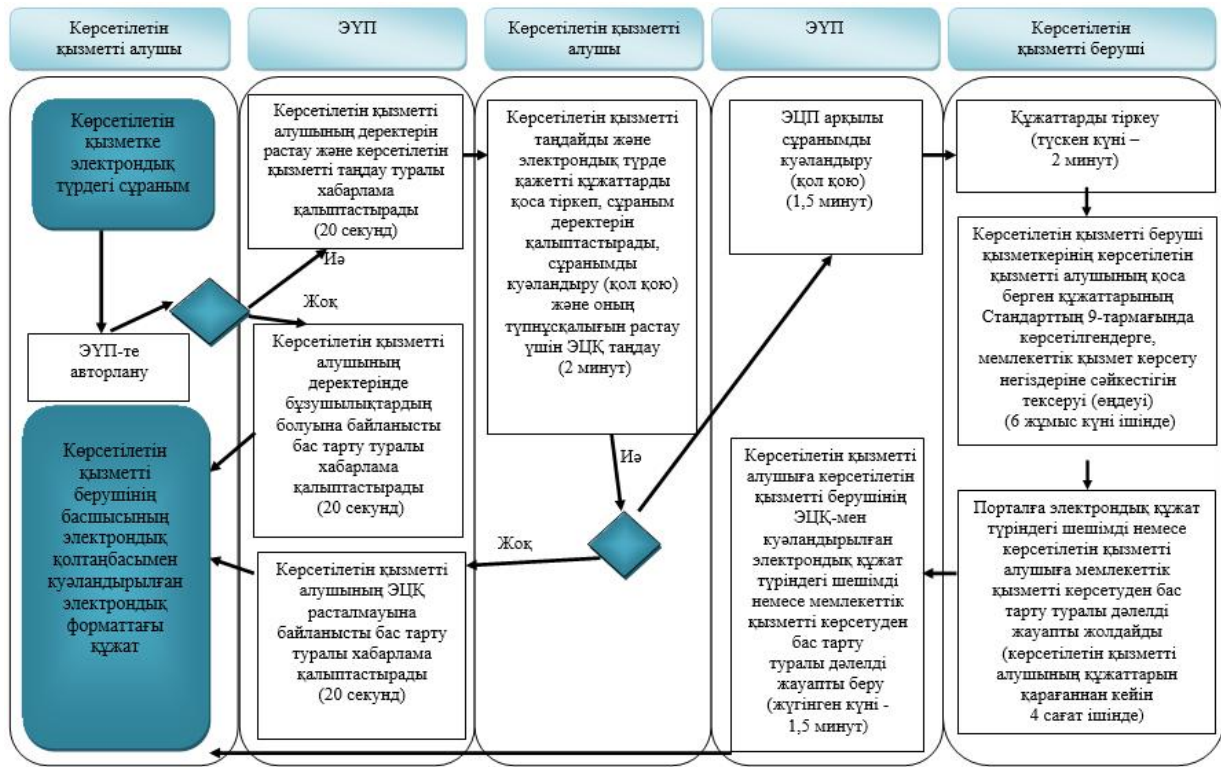 Көрсетілетін
қызметті алушы
ЭҮП
Көрсетілетін қызметті
алушы
ЭҮП
Көрсетілетін
қызметті беруші
Көрсетілетін
қызметке
электрондық
түрдегі сұраным
ЭҮП-те
авторлану
Көрсетілетін
қызметті
берушінің
басшысының
электрондық
қолтаңбасымен
куәландырылған
электрондық
форматтағы
құжат
Көрсетілетін қызметті
алушының деректерін
растау және көрсетілетін
қызметті таңдау туралы
хабарлама
қалыптастырады
(20 секунд)
Иә
Жоқ
Көрсетілетін қызметті
алушының
деректерінде
бұзушылықтардың
болуына байланысты
бас тарту туралы
хабарлама
қалыптастырады
(20 секунд)
Көрсетілетін қызметті
алушының ЭЦҚ
расталмауына
байланысты бас тарту
туралы хабарлама
қалыптастырады
(20 секунд)
Көрсетілетін қызметті
таңдайды және
электрондық түрде
қажетті құжаттарды
қоса тіркеп, сұраным
деректерін
қалыптастырады,
сұранымды
куәландыру (қол қою)
және оның
түпнұсқалығын растау
үшін ЭЦҚ таңдау
(2 минут)
Иә
Жоқ
ЭЦП арқылы
сұранымды
куәландыру
(қол қою)
(1,5 минут)
Көрсетілетін қызметті
алушыға көрсетілетін
қызметті берушінің
ЭЦҚ-мен
куәландырылған
электрондық құжат
түріндегі шешімді
немесе мемлекеттік
қызметті көрсетуден
бас тарту
туралы дәлелді
жауапты беру
(жүгінген күні -
1,5 минут)
Құжаттарды тіркеу
(түскен күні –
2 минут)
Көрсетілетін қызметті беруші
қызметкерінің көрсетілетін
қызметті алушының қоса
берген құжаттарының
Стандарттың 9-тармағында
көрсетілгендерге,
мемлекеттік қызмет көрсету
негіздеріне сәйкестігін
тексеруі (өңдеуі)
(6 жұмыс күні ішінде)
Порталға электрондық құжат
түріндегі шешімді немесе
көрсетілетін қызметті
алушыға мемлекеттік
қызметті көрсетуден бас
тарту туралы дәлелді
жауапты жолдайды
(көрсетілетін қызметті
алушының құжаттарын
қарағаннан кейін
4 сағат ішінде)